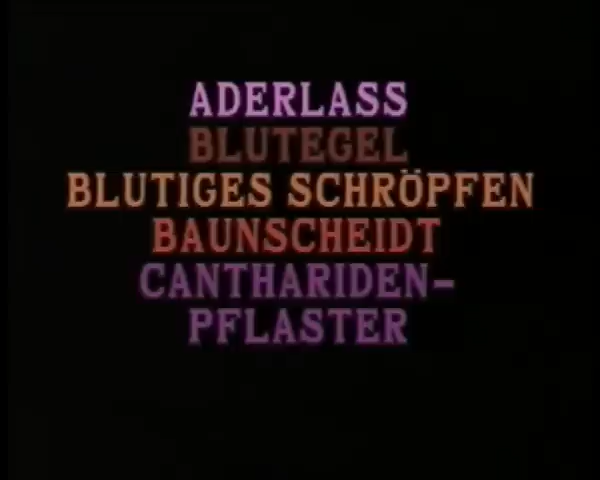 ADERLASS
BLUTEGEL
BLUTIGES SCHRÖPFEN
BAUNSCHEIDT
CANTHARIDEN-
PFLASTER